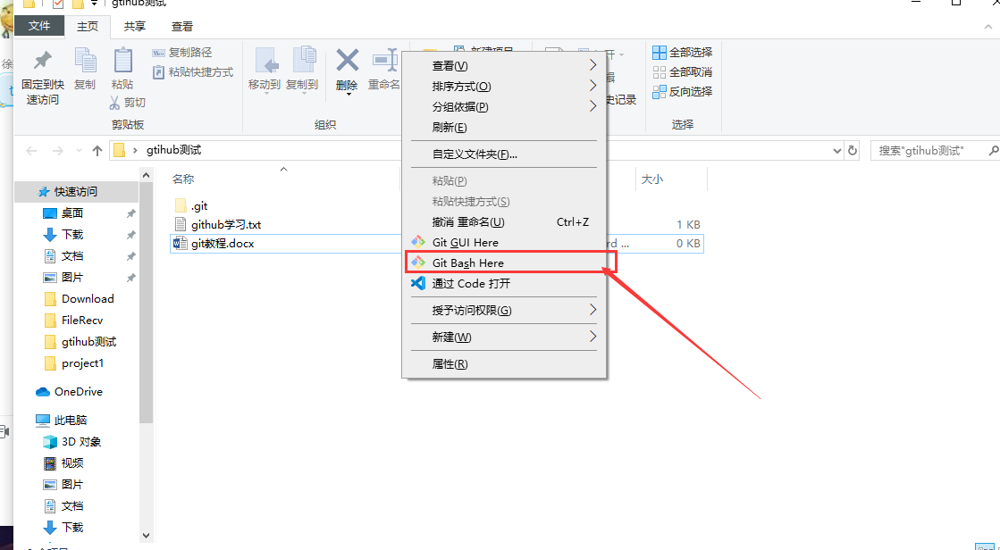 gtihub测试
文件 主页 共享 查看
固定到快
速访问
复制
粘贴
复制路径
粘贴快捷方式
剪切
剪贴板
移动到 复制到
删除 重命名
组织
新建项目
开
史记录
全部选择
全部取消
反向选择
选择
gtihub测试
搜索"gtihub测试"
名称
大小
.git
github学习.txt
1 KB
git教程.docx
rd ...
0 KB
快速访问
桌面
下载
文档
图片
Download
FileRecv
gtihub测试
project1
OneDrive
此电脑
3D 对象
视频
图片
文档
下载
查看(V)
排序方式(O)
分组依据(P)
刷新(E)
自定义文件夹(F)...
粘贴(P)
粘贴快捷方式(S)
撤消 重命名(U) Ctrl+Z
Git GUI Here
Git Bash Here
通过 Code 打开
授予访问权限(G)
新建(W)
属性(R)